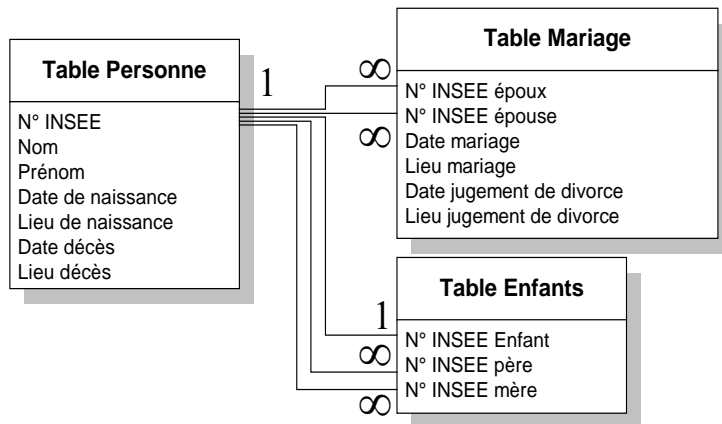 Table Personne
N° INSEE
Nom
Prénom
Date de naissance
Lieu de naissance
Date décès
Lieu décès
1
∞
∞
Table Mariage
N° INSEE époux
N° INSEE épouse
Date mariage
Lieu mariage
Date jugement de divorce
Lieu jugement de divorce
1
∞
∞
Table Enfants
N° INSEE Enfant
N° INSEE père
N° INSEE mère